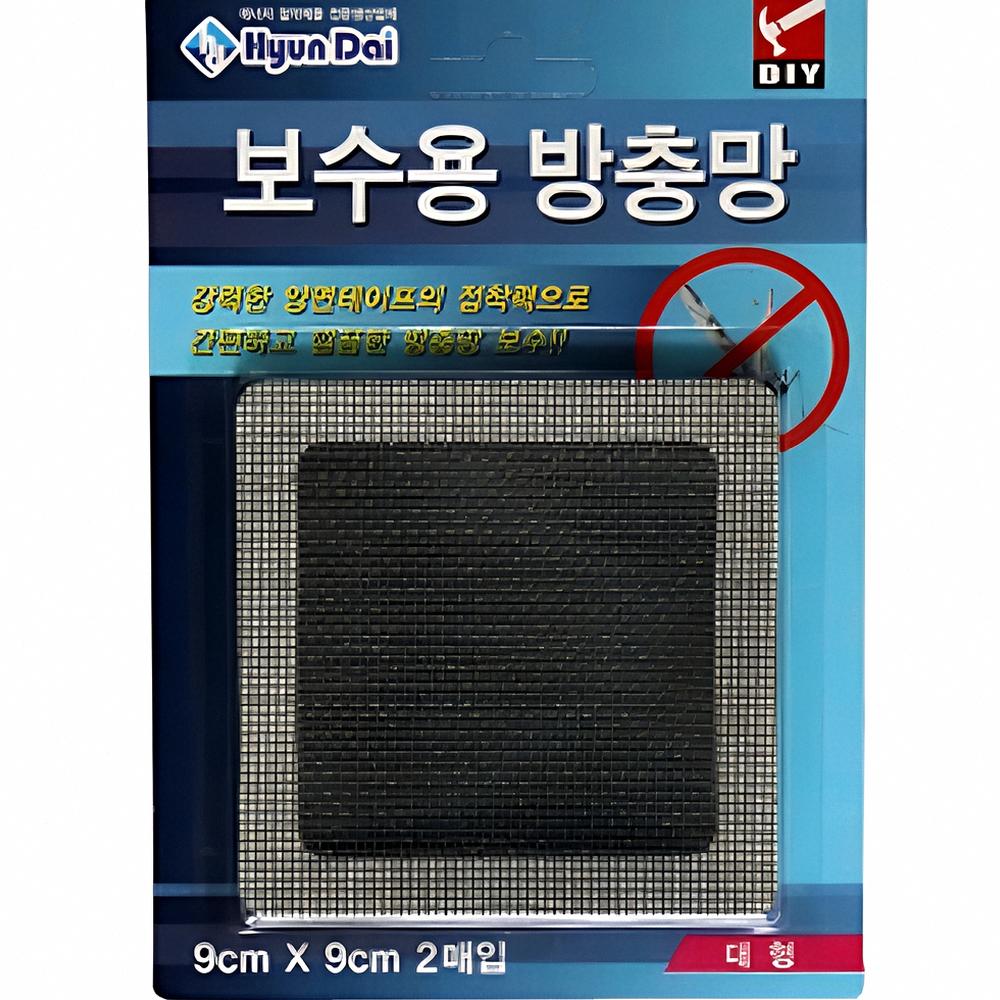 Hyun Dai
DIY
보수용 방충망
강력한 양면테이프의 접착력으로
간편하고 완벽한 방충망 보수!!
9cm X 9cm 2매입
대 형